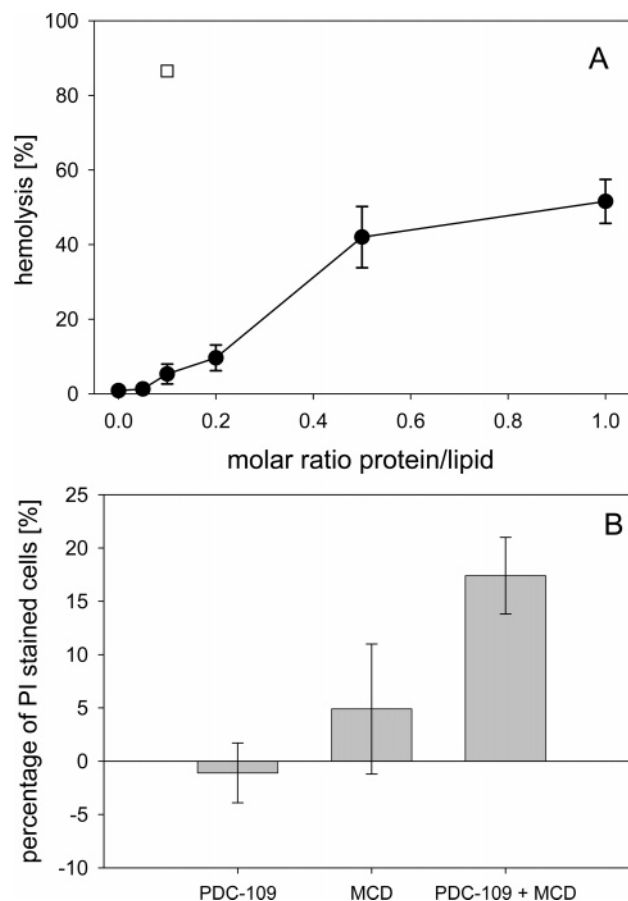 100
A
80
60
40
20
0
hemolysis [%]
0.0 0.2 0.4 0.6 0.8 1.0
molar ratio protein/lipid
25
B
20
15
10
5
0
-5
-10
percentage of PI stained cells [%]
PDC-109 MCD PDC-109 + MCD